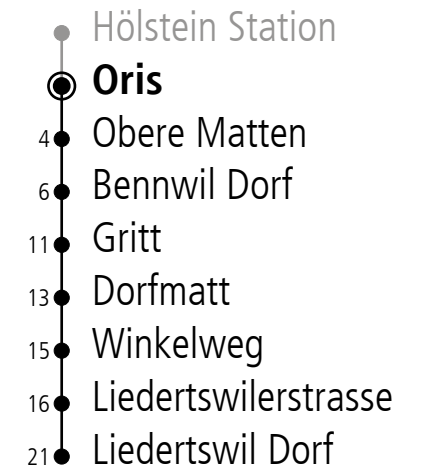 Hölstein Station
Oris
4 Obere Matten
6 Bennwil Dorf
11 Gritt
13 Dorfmatt
15 Winkelweg
16 Liedertswilerstrasse
21 Liedertswil Dorf